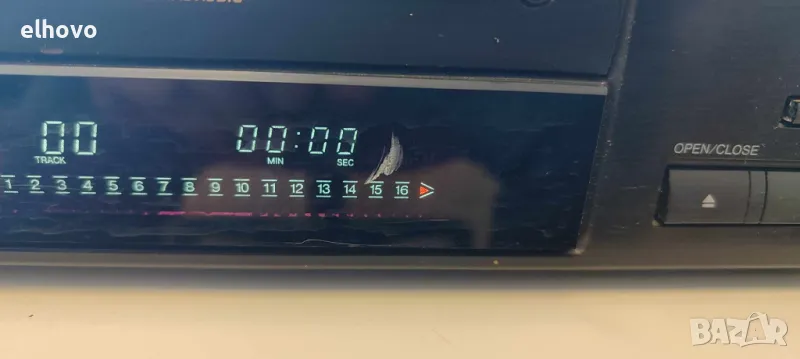 elhovo
OPEN/CLOSE
00
00:00
TRACK
MIN
SEC
1 2 3 4 5 6 7 8 9 10 11 12 13 14 15 16
BAZAR